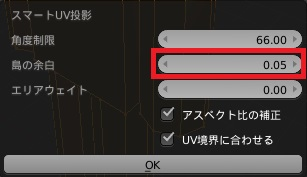 スマートUV投影
角度制限 66.00
島の余白 0.05
エリアウェイト 0.00
アスペクト比の補正
UV境界に合わせる
OK